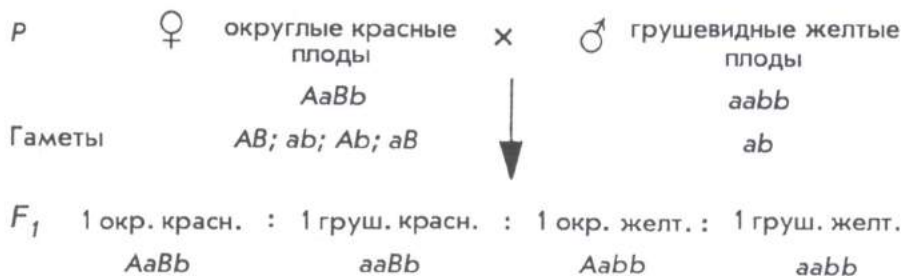 P ♀ округлые красные × ♂ грушевидные желтые
плоды плоды
AaBb aabb
Гаметы AB; ab; Ab; aB ab
F₁ 1 окр. красн. : 1 груш. красн. : 1 окр. желт. : 1 груш. желт.
AaBb aaBb Aabb aabb